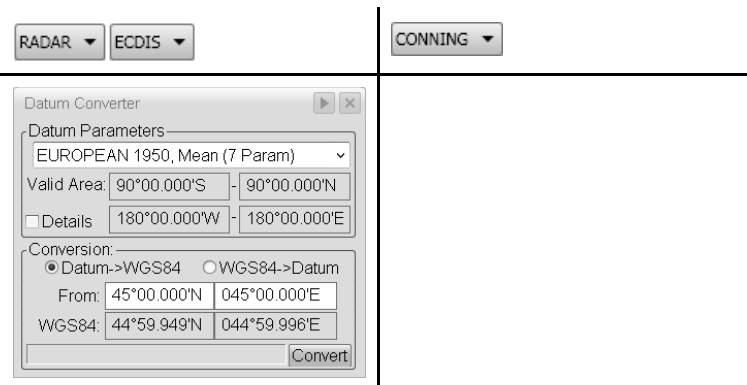 RADAR ECDIS CONNING
Datum Converter
Datum Parameters
EUROPEAN 1950, Mean (7 Param)
Valid Area: 90°00.000'S - 90°00.000'N
Details 180°00.000'W - 180°00.000'E
Conversion:
Datum->WGS84 WGS84->Datum
From: 45°00.000'N 045°00.000'E
WGS84: 44°59.949'N 044°59.996'E
Convert